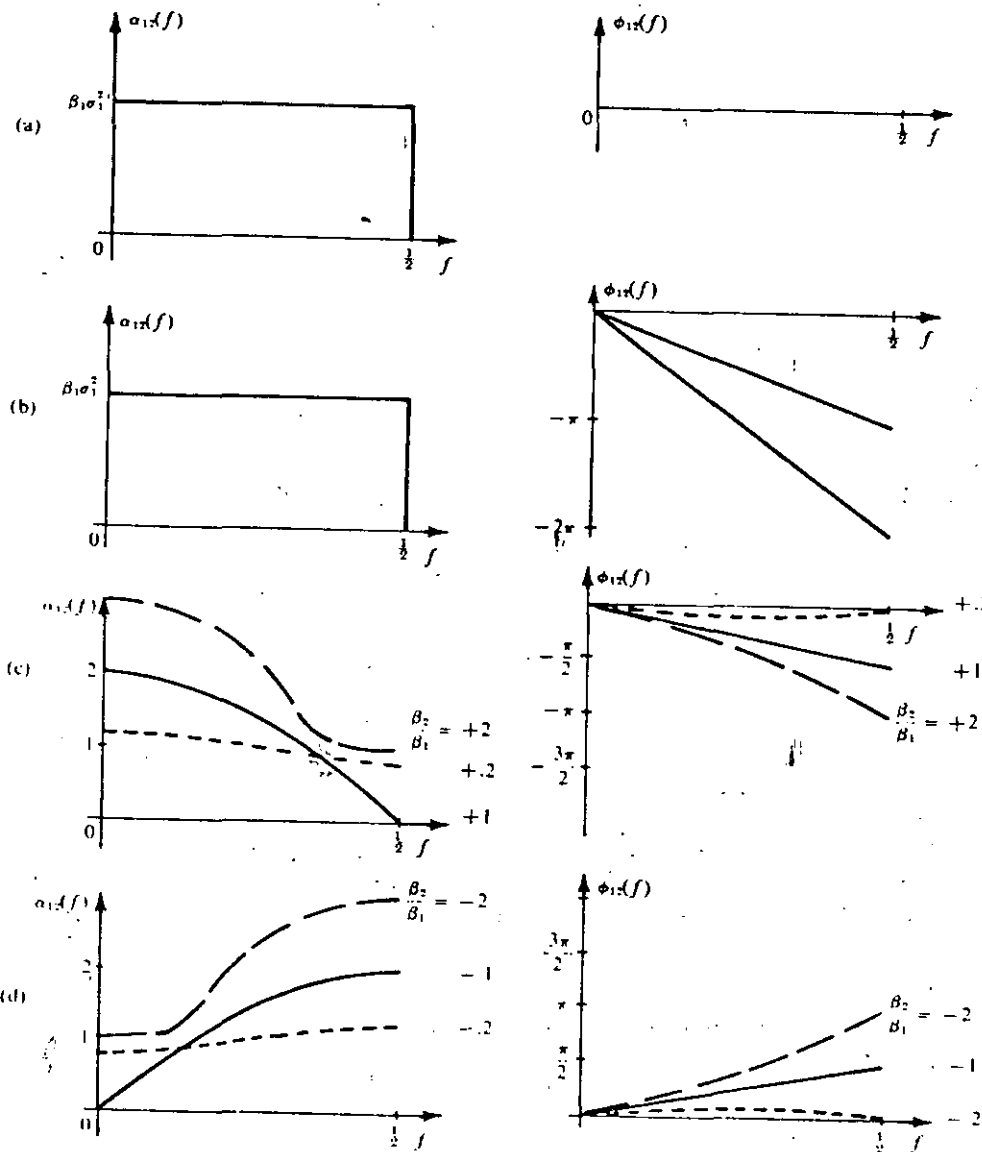 α₁₂(f)
β₁σ₁²
(a)
0
½
f
φ₁₂(f)
0
½
f
α₁₂(f)
β₁σ₁²
(b)
0
½
f
φ₁₂(f)
½
f
−π
−2π
α₁₂(f)
(c)
2
1
0
½
f
β₂/β₁ = +2
+.2
+1
φ₁₂(f)
½
f
−π/2
−π
−3π/2
+1
β₂/β₁ = +2
α₁₂(f)
(d)
2
1
0
½
f
β₂/β₁ = −2
−1
−.2
φ₁₂(f)
3π/2
π
π/2
½
f
β₂/β₁ = −2
−1
− 2